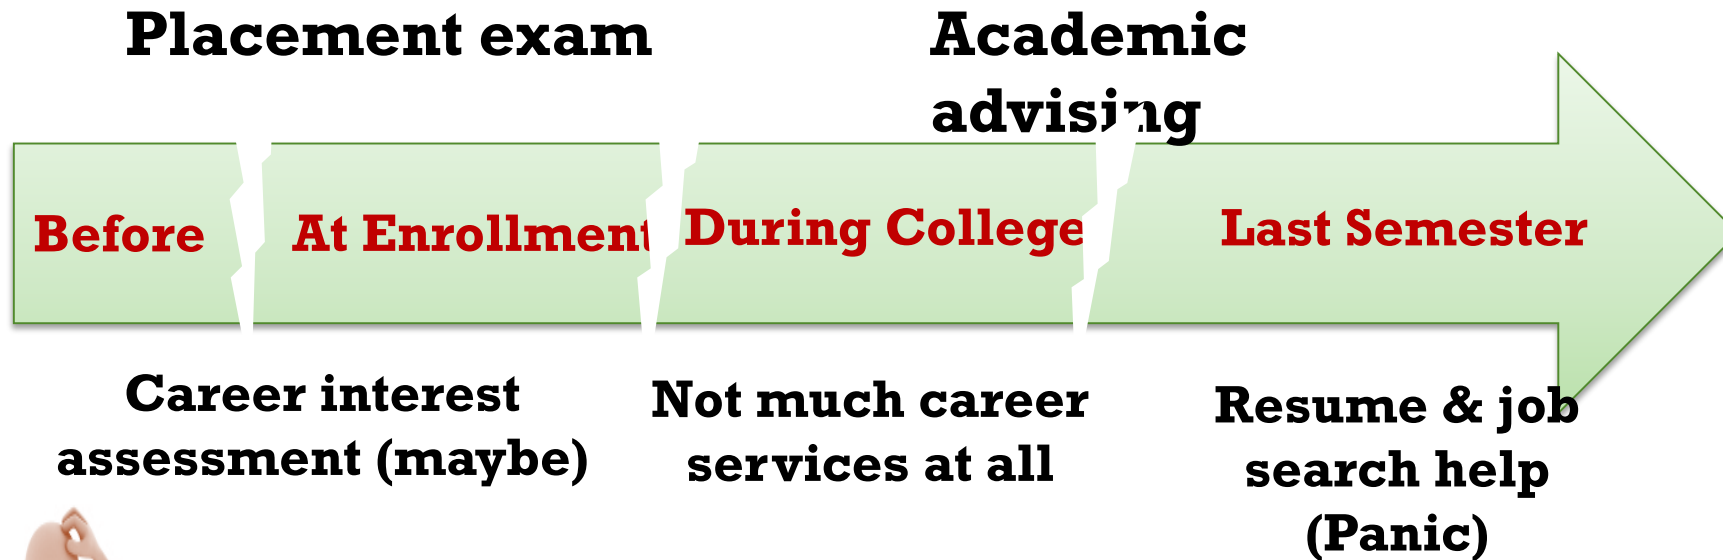 Placement exam
Academic
advising
Before
At Enrollment
During College
Last Semester
Career interest
assessment (maybe)
Not much career
services at all
Resume & job
search help
(Panic)